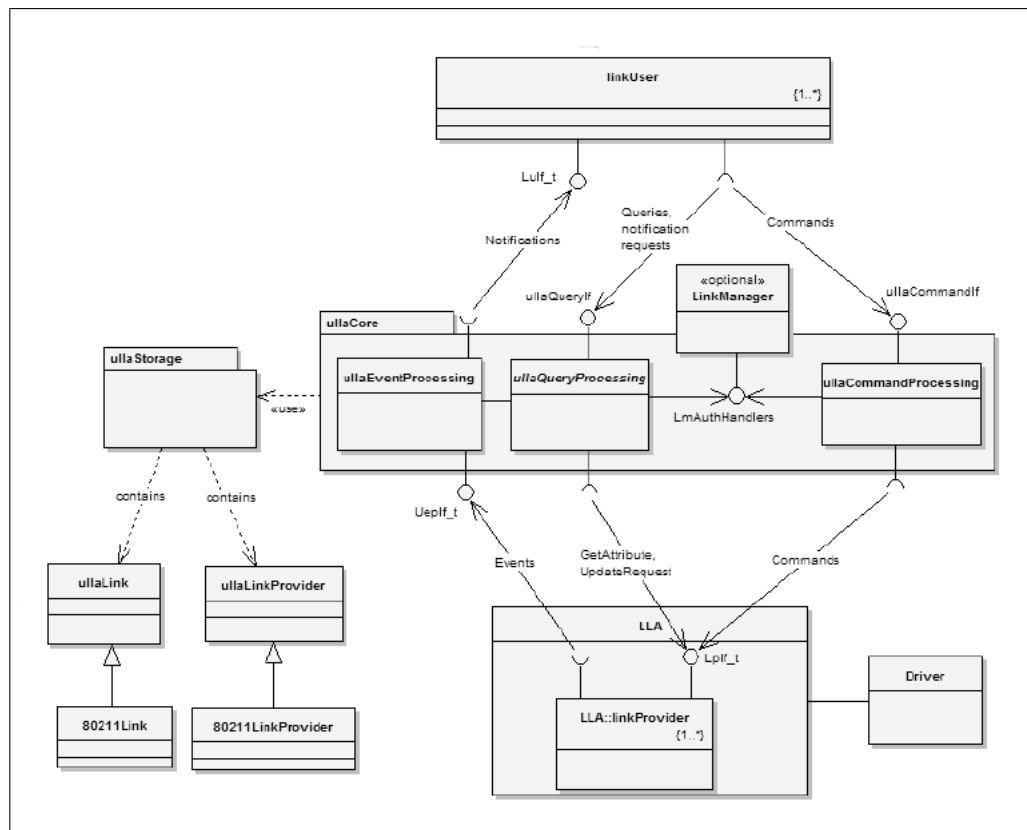 linkUser
{1..*}
LuIf_t
Queries,
notification
requests
Commands
Notifications
«optional»
LinkManager
ullaQueryIf
ullaCommandIf
ullaCore
ullaStorage
ullaEventProcessing
ullaQueryProcessing
ullaCommandProcessing
«use»
LmAuthHandlers
contains
contains
UepIf_t
Events
GetAttribute,
UpdateRequest
Commands
ullaLink
ullaLinkProvider
LLA
LpIf_t
Driver
80211Link
80211LinkProvider
LLA::linkProvider
{1..*}